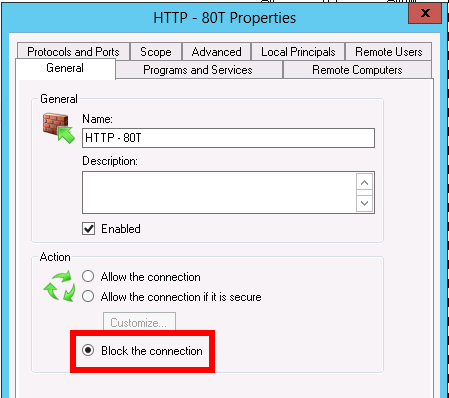 HTTP - 80T Properties
x
Protocols and Ports Scope Advanced Local Principals Remote Users
General Programs and Services Remote Computers
General
Name:
HTTP - 80T
Description:
Enabled
Action
Allow the connection
Allow the connection if it is secure
Customize...
Block the connection